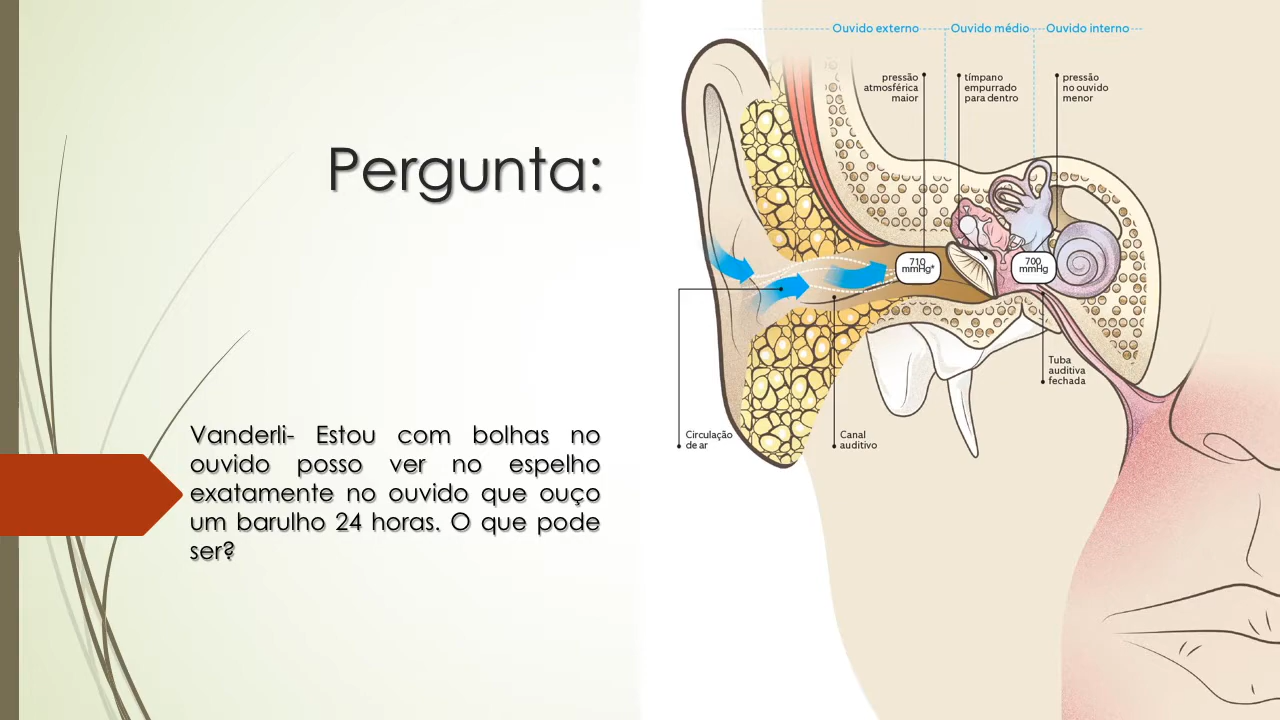 Pergunta:
Vanderli- Estou com bolhas no
ouvido posso ver no espelho
exatamente no ouvido que ouço
um barulho 24 horas. O que pode
ser?
Ouvido externo
Ouvido médio
Ouvido interno
pressão
atmosférica
maior
tímpano
empurrado
para dentro
pressão
no ouvido
menor
710
mmHg*
700
mmHg
Tuba
auditiva
fechada
Circulação
de ar
Canal
auditivo